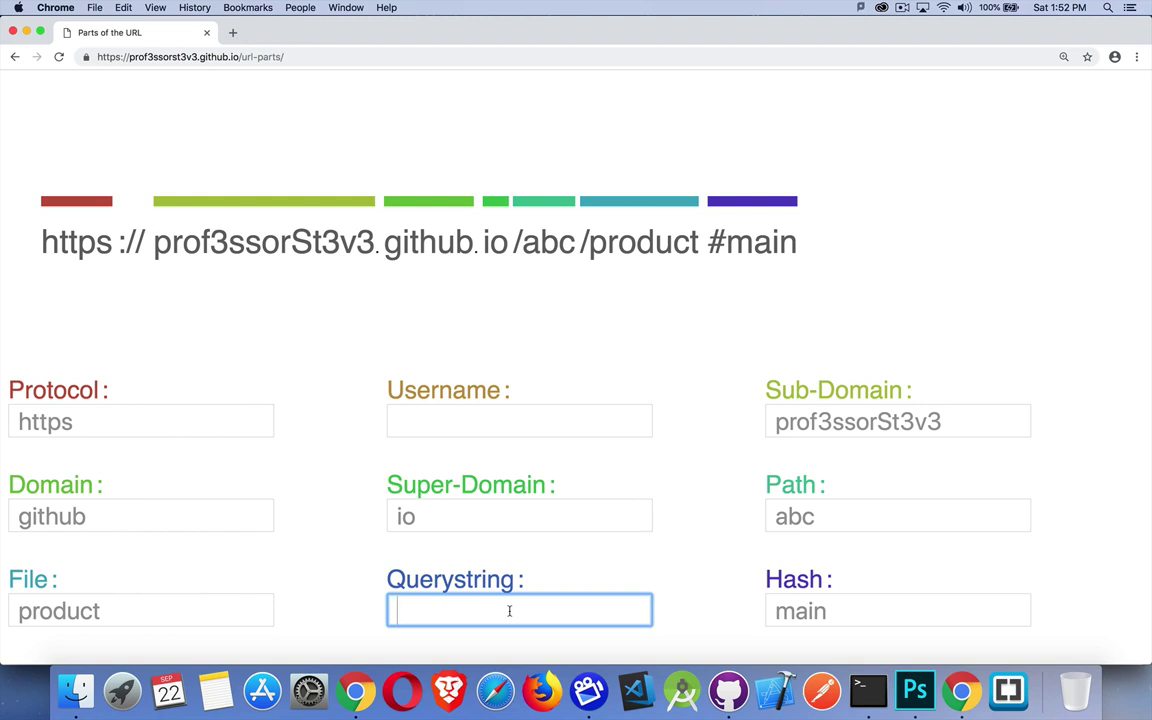 Chrome File Edit View History Bookmarks People Window Help 100% Sat 1:52 PM
Parts of the URL
https://prof3ssorst3v3.github.io/url-parts/
https :// prof3ssorSt3v3. github. io /abc /product #main
Protocol : Username : Sub-Domain :
https prof3ssorSt3v3
Domain : Super-Domain : Path :
github io abc
File : Querystring : Hash :
product main
SEP
22
>_ Ps